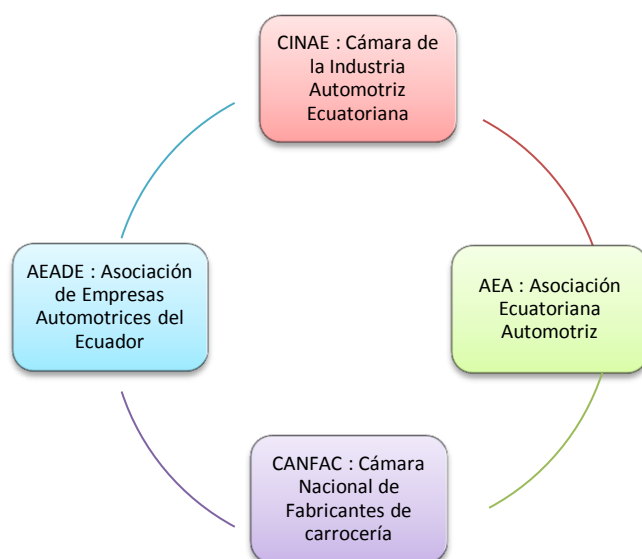 CINAE : Cámara de
la Industria
Automotriz
Ecuatoriana
AEADE : Asociación
de Empresas
Automotrices del
Ecuador
AEA : Asociación
Ecuatoriana
Automotriz
CANFAC : Cámara
Nacional de
Fabricantes de
carrocería